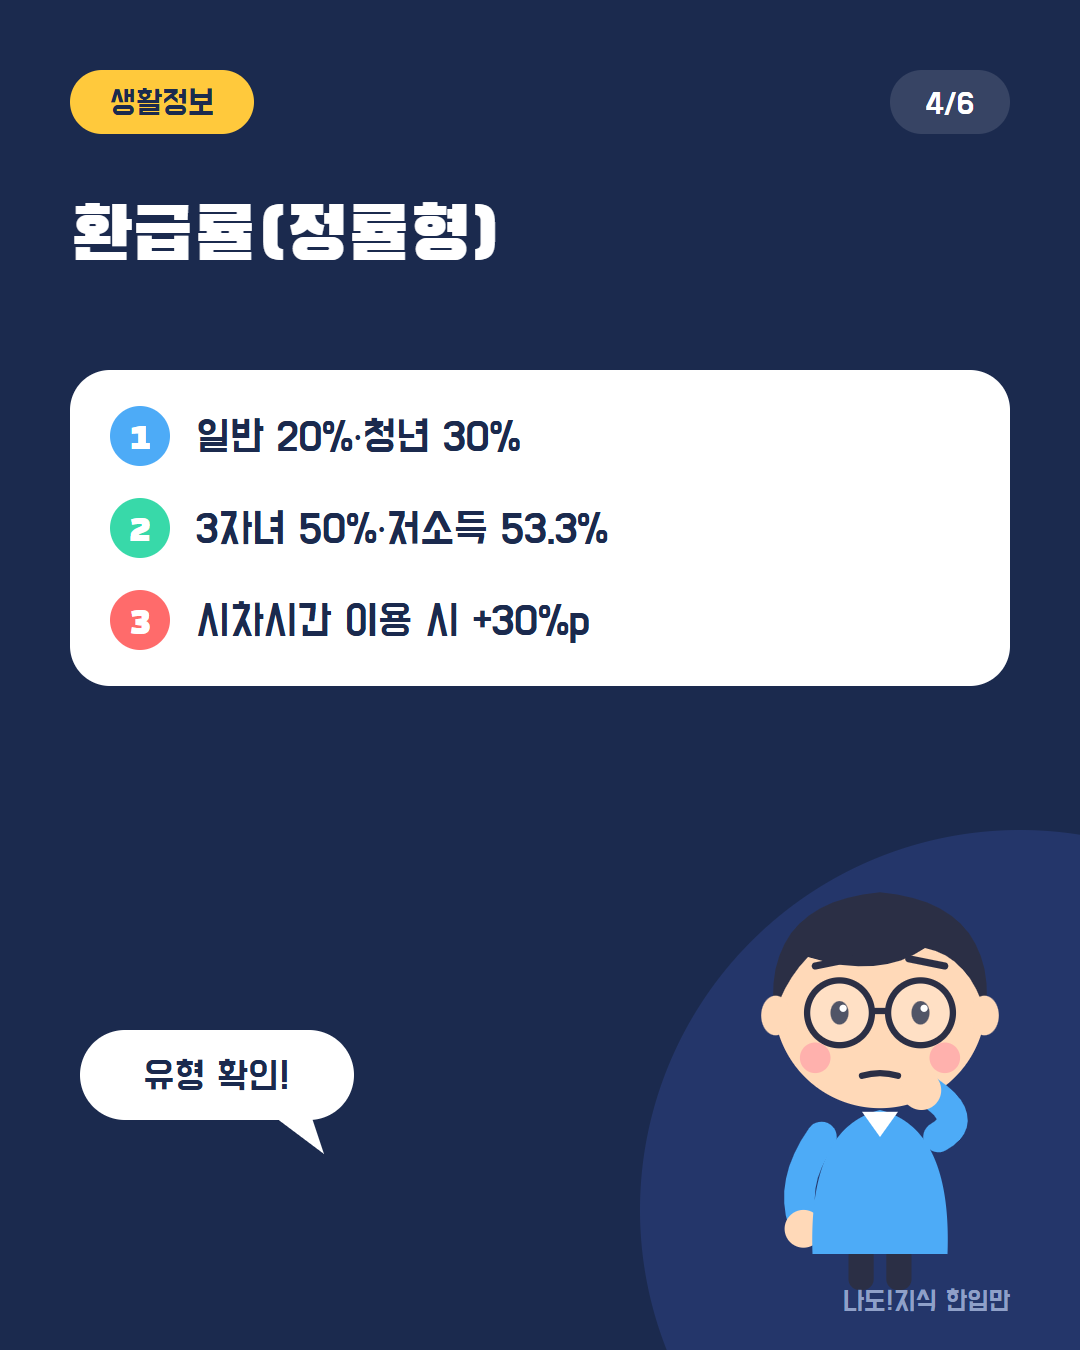 생활정보
4/6
환급률(정률형)
1 일반 20%·청년 30%
2 3자녀 50%·저소득 53.3%
3 시차시간 이용 시 +30%p
유형 확인!
나도!지식 한입만